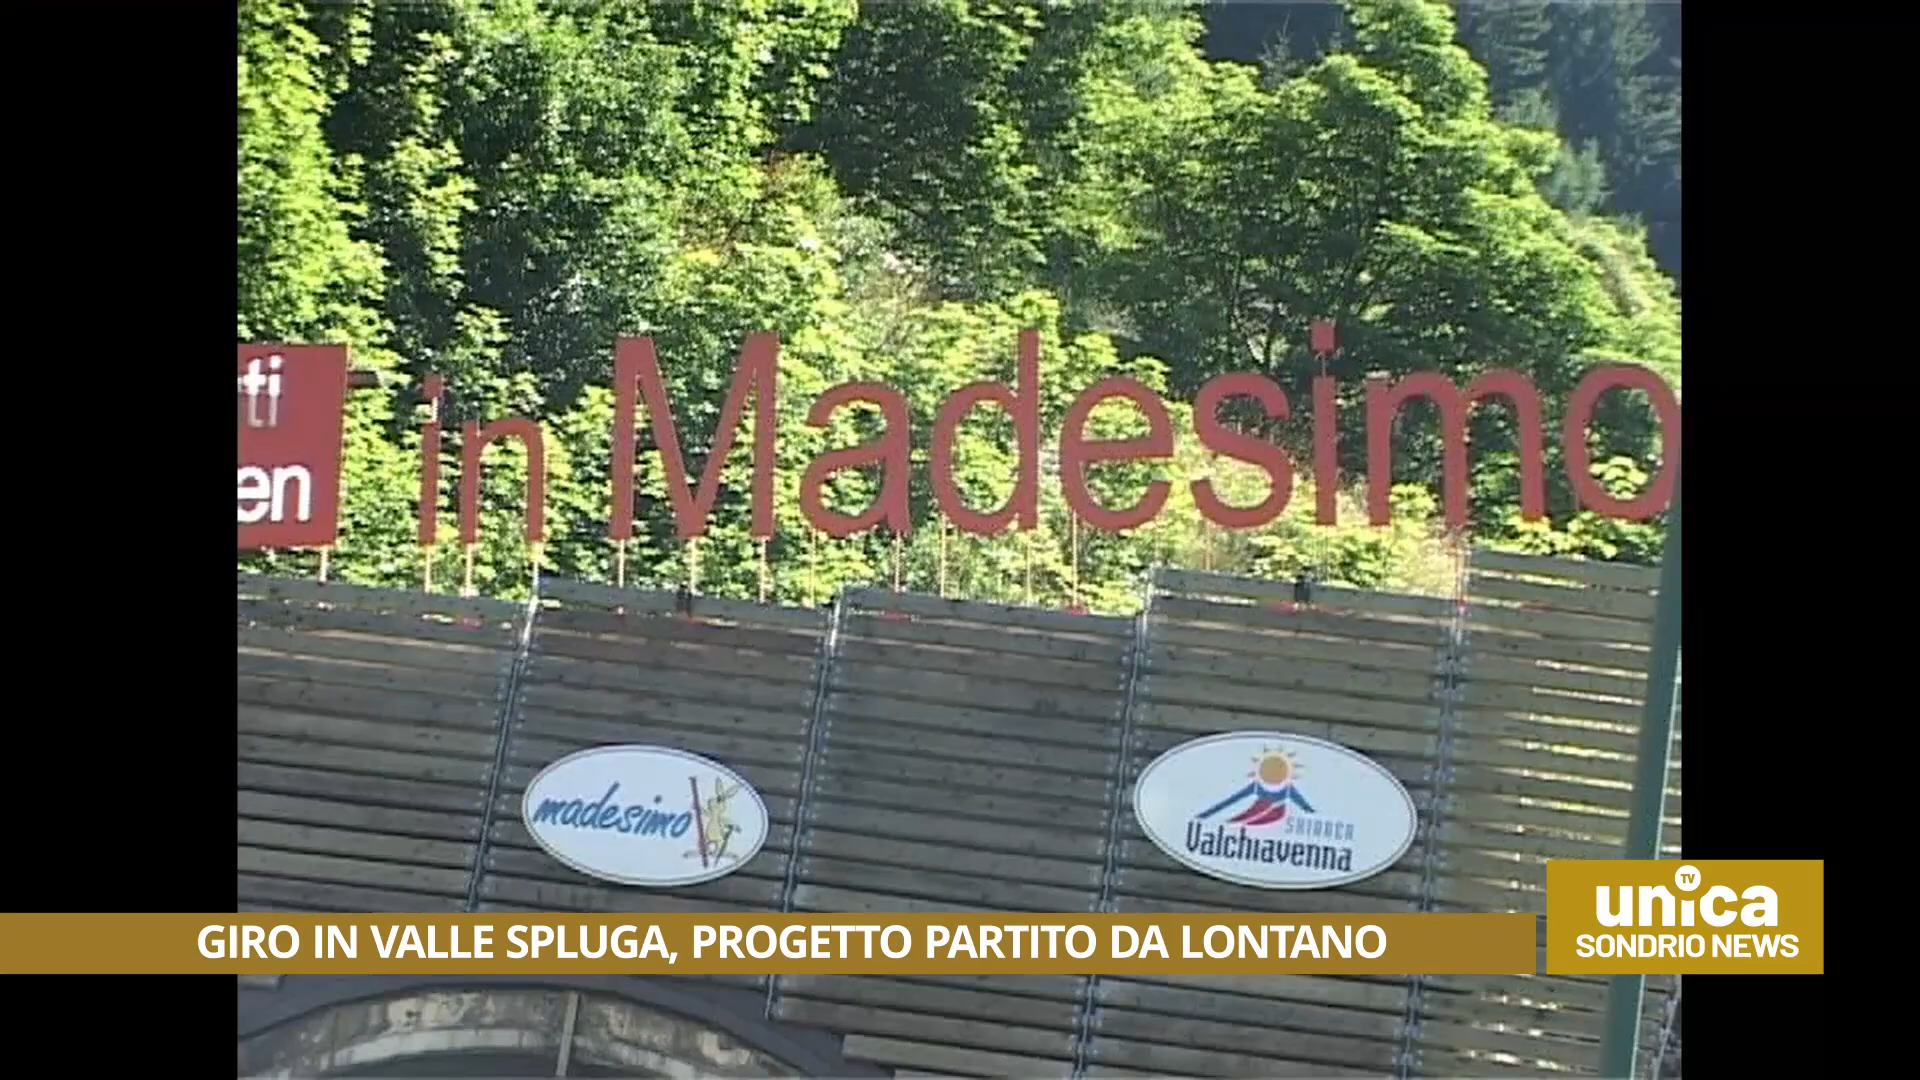 ti
en
in Madesimo
madesimo
SKIAREA
Valchiavenna
GIRO IN VALLE SPLUGA, PROGETTO PARTITO DA LONTANO
unica TV
SONDRIO NEWS